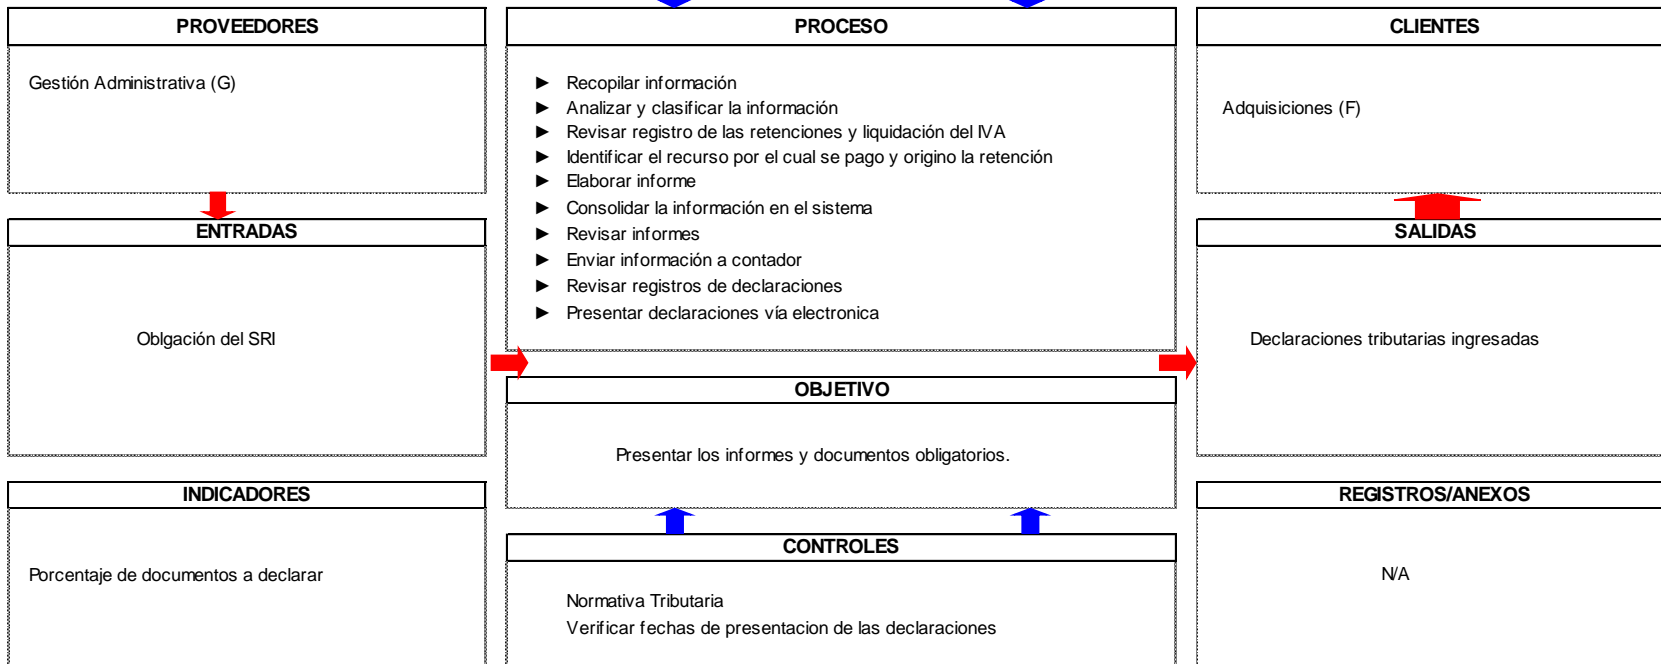 PROVEEDORES
Gestión Administrativa (G)
ENTRADAS
Oblgación del SRI
INDICADORES
Porcentaje de documentos a declarar
PROCESO
► Recopilar información
► Analizar y clasificar la información
► Revisar registro de las retenciones y liquidación del IVA
► Identificar el recurso por el cual se pago y origino la retención
► Elaborar informe
► Consolidar la información en el sistema
► Revisar informes
► Enviar información a contador
► Revisar registros de declaraciones
► Presentar declaraciones vía electronica
OBJETIVO
Presentar los informes y documentos obligatorios.
CONTROLES
Normativa Tributaria
Verificar fechas de presentacion de las declaraciones
CLIENTES
Adquisiciones (F)
SALIDAS
Declaraciones tributarias ingresadas
REGISTROS/ANEXOS
N/A